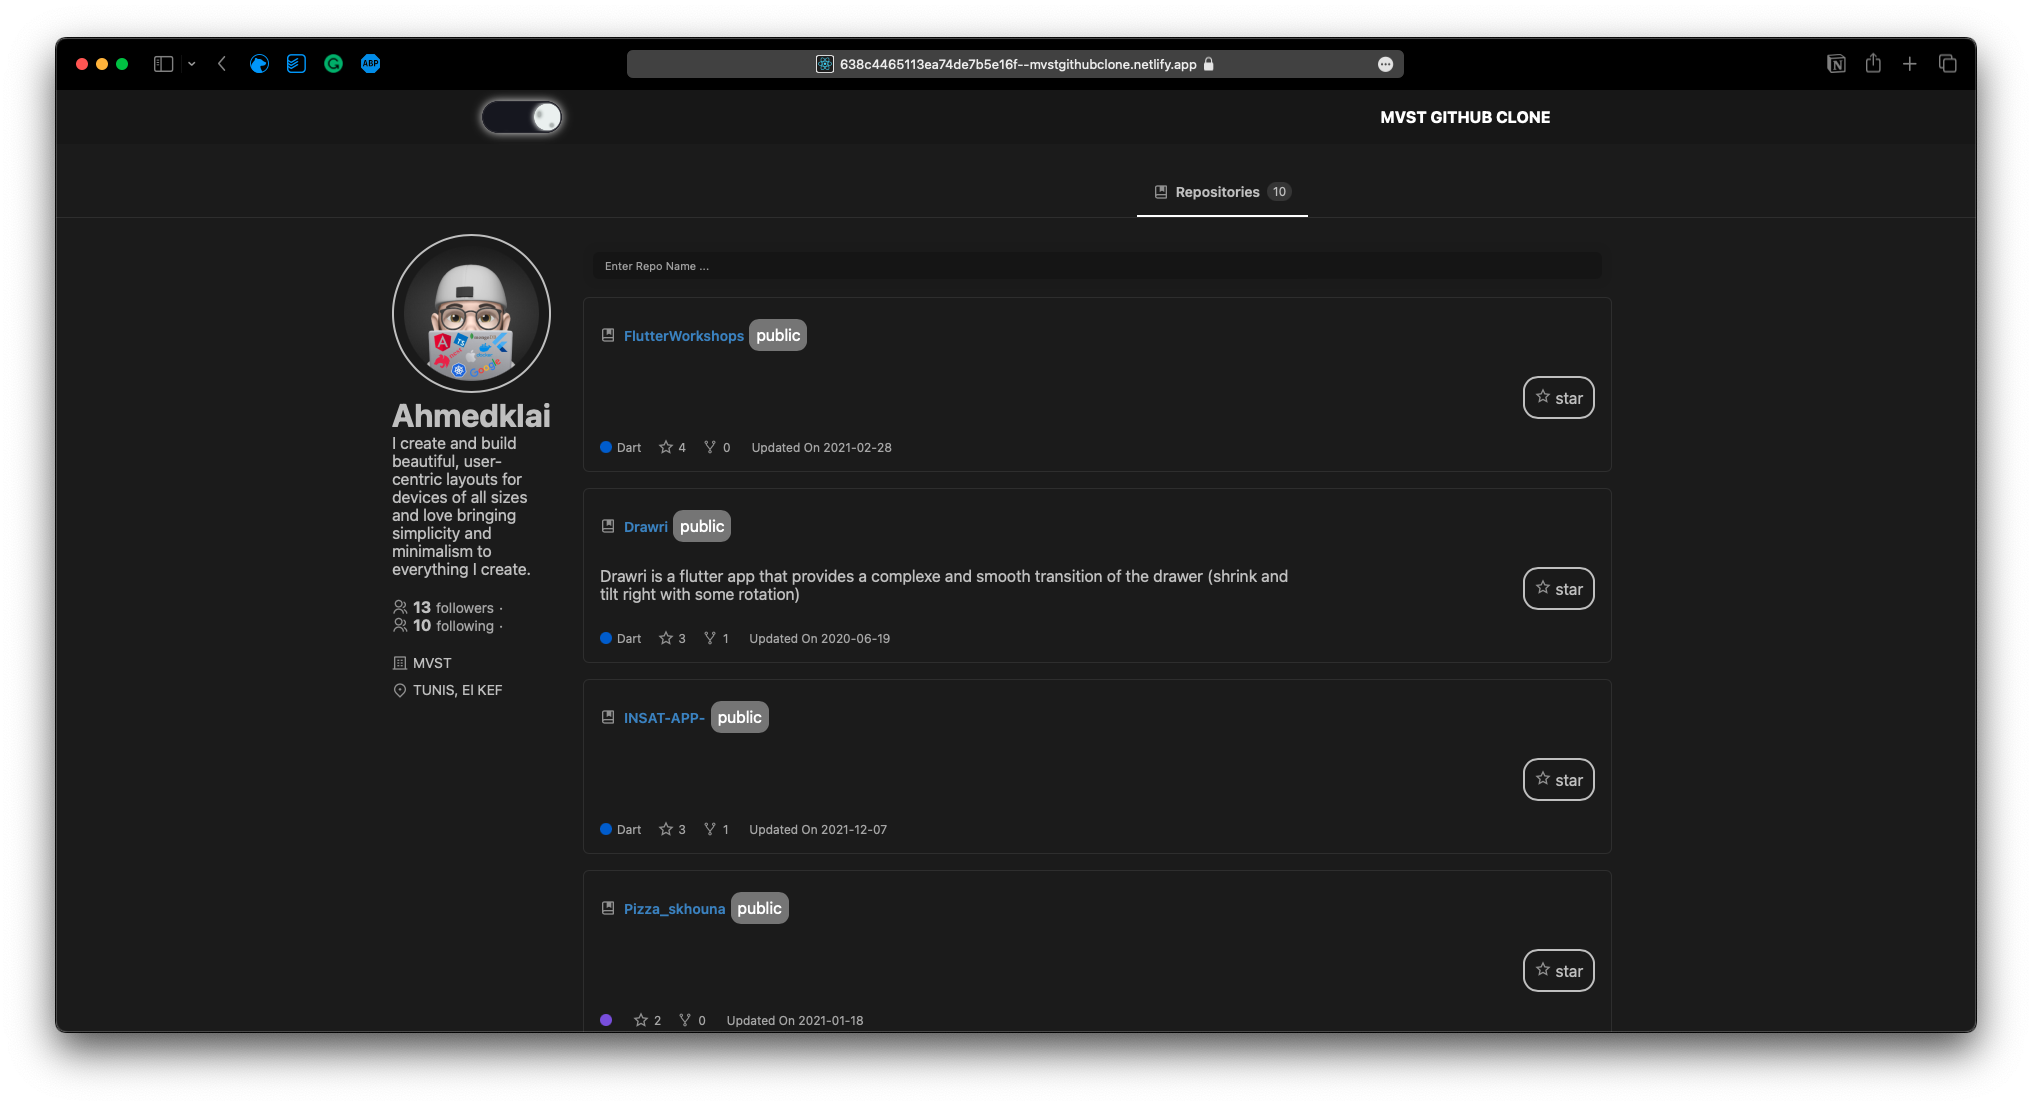 ABP
638c4465113ea74de7b5e16f--mvstgithubclone.netlify.app
MVST GITHUB CLONE
Repositories 10
Ahmedklai
I create and build
beautiful, user-
centric layouts for
devices of all sizes
and love bringing
simplicity and
minimalism to
everything I create.
13 followers ·
10 following ·
MVST
TUNIS, El KEF
Enter Repo Name ...
FlutterWorkshops public
star
Dart 4 0 Updated On 2021-02-28
Drawri public
Drawri is a flutter app that provides a complexe and smooth transition of the drawer (shrink and
tilt right with some rotation)
star
Dart 3 1 Updated On 2020-06-19
INSAT-APP- public
star
Dart 3 1 Updated On 2021-12-07
Pizza_skhouna public
star
2 0 Updated On 2021-01-18